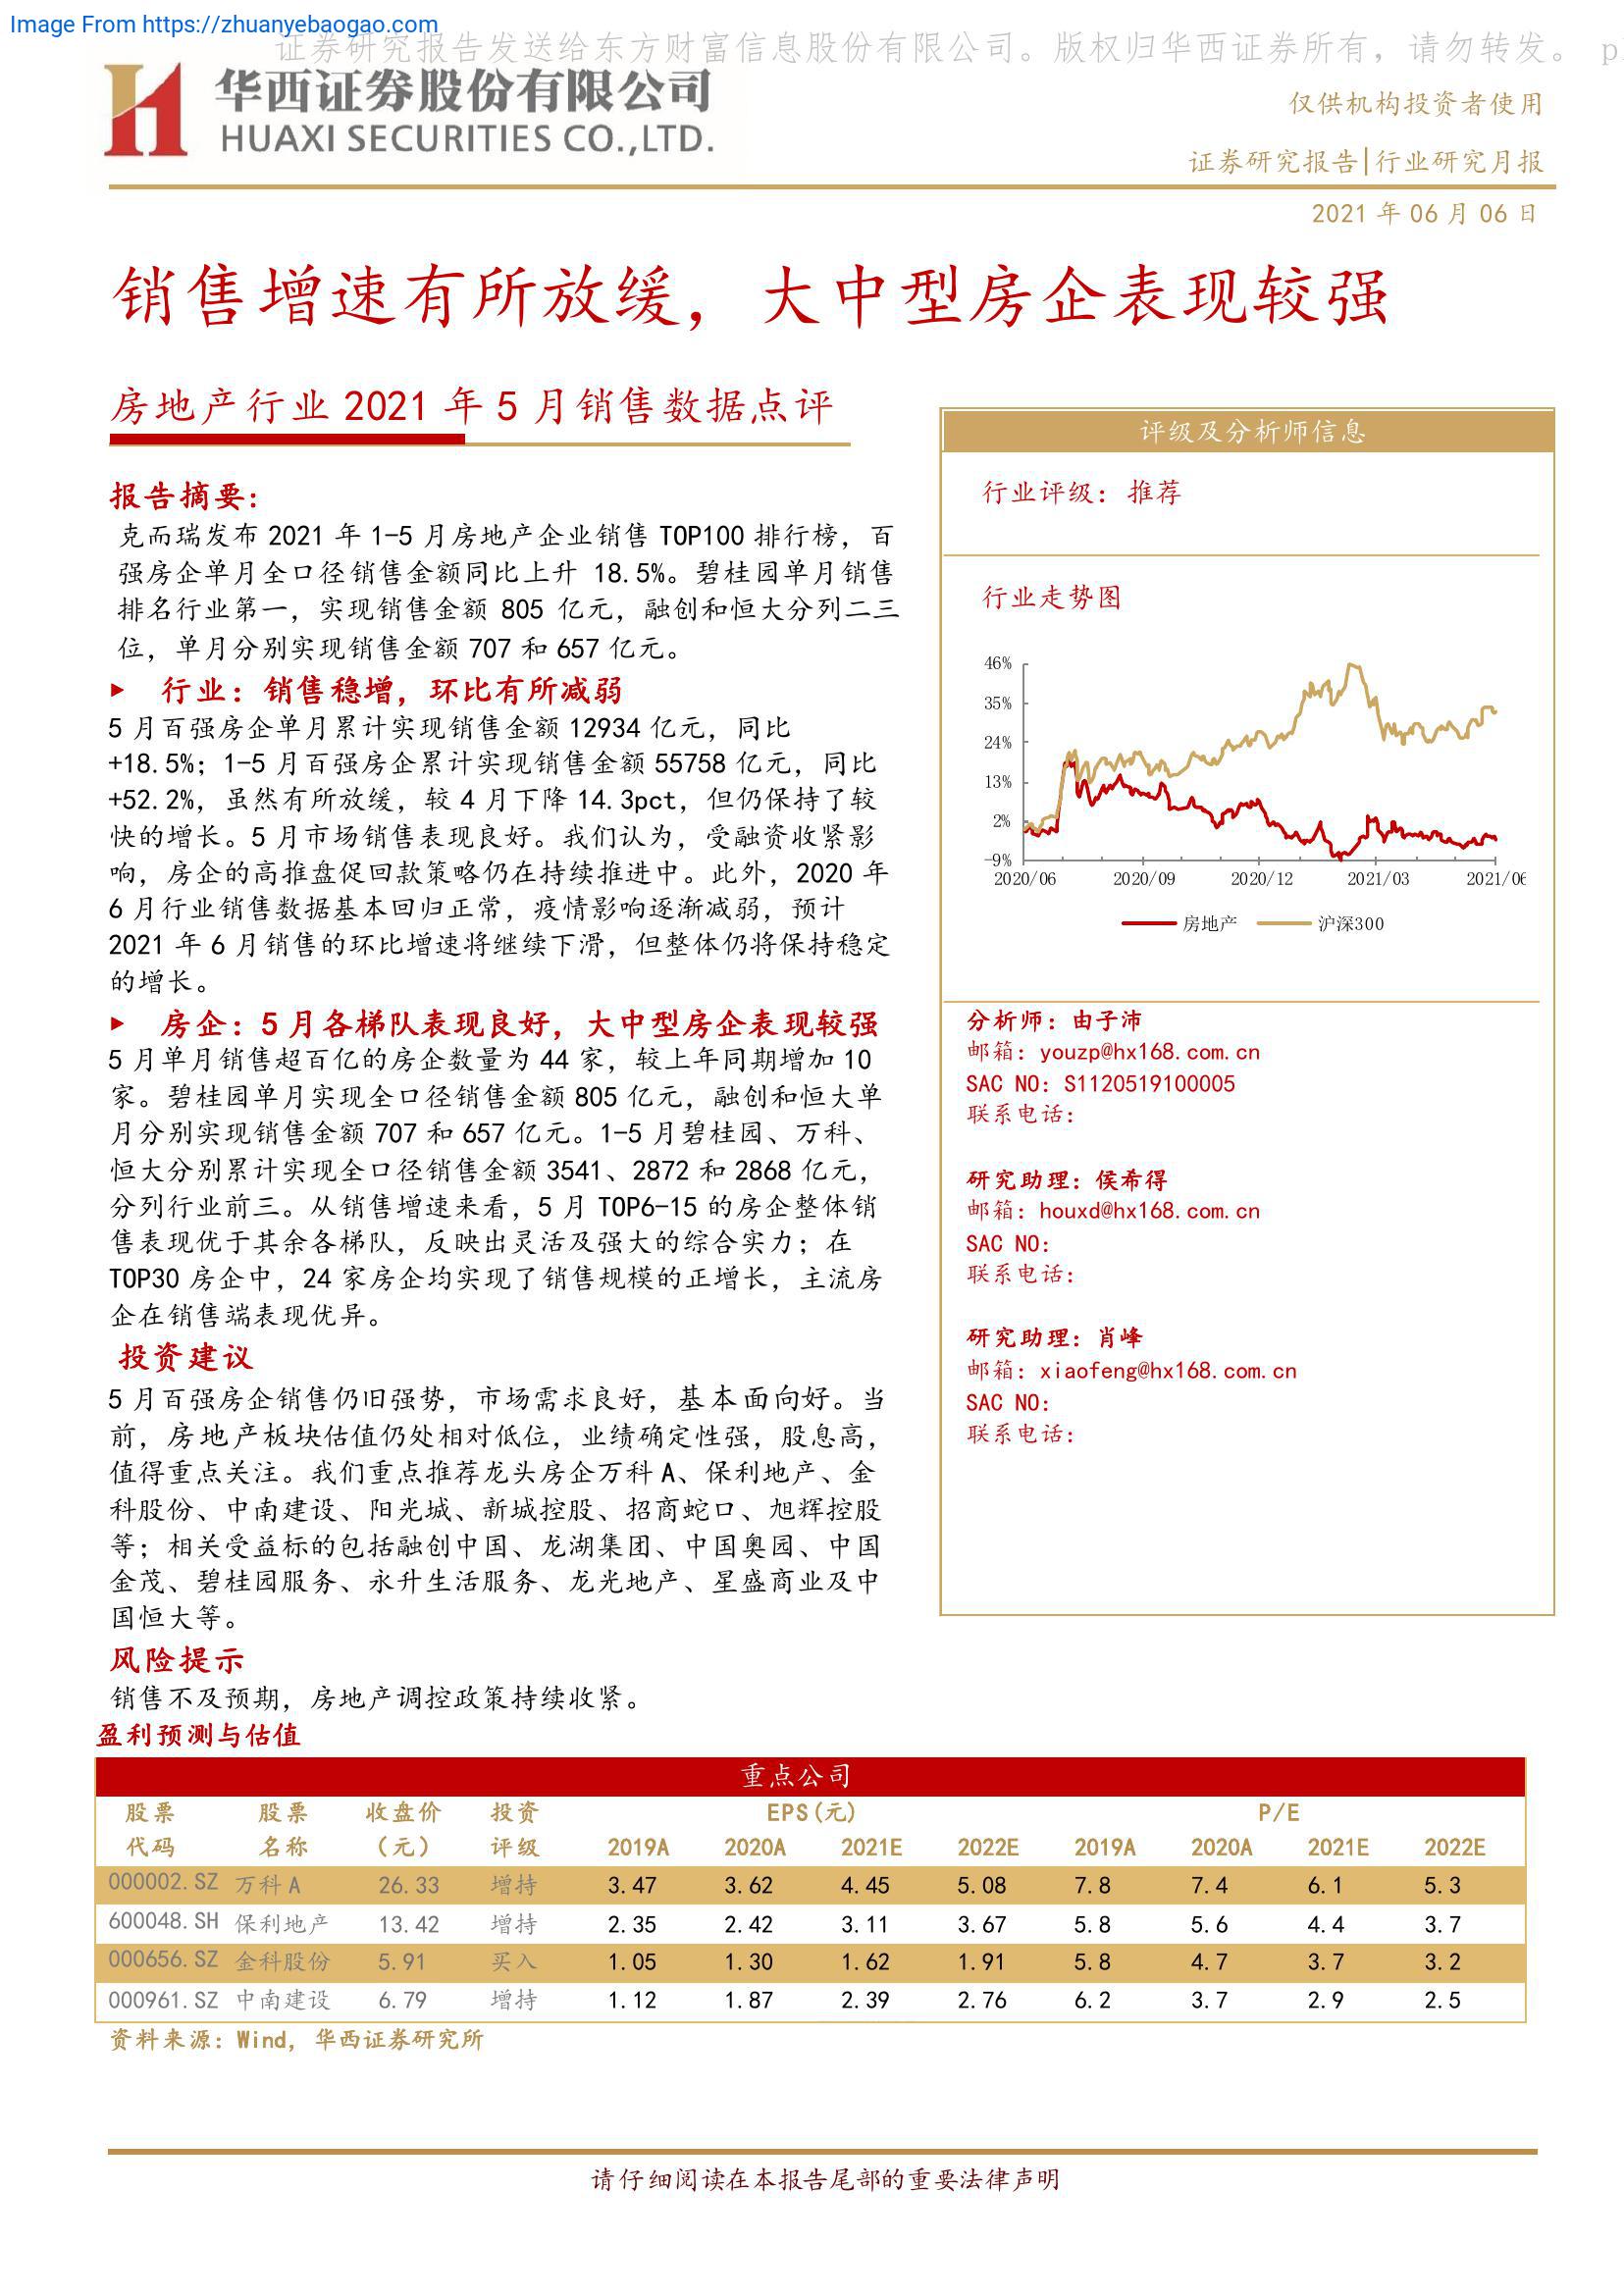 Image From https://zhuanyebaogao.com
证券研究报告发送给东方财富信息股份有限公司。版权归华西证券所有，请勿转发。 p
华西证券股份有限公司
HUAXI SECURITIES CO.,LTD.
仅供机构投资者使用
证券研究报告|行业研究月报
2021 年 06 月 06 日
销售增速有所放缓，大中型房企表现较强
房地产行业 2021 年 5 月销售数据点评
报告摘要：
克而瑞发布 2021 年 1-5 月房地产企业销售 TOP100 排行榜，百
强房企单月全口径销售金额同比上升 18.5%。碧桂园单月销售
排名行业第一，实现销售金额 805 亿元，融创和恒大分列二三
位，单月分别实现销售金额 707 和 657 亿元。
► 行业：销售稳增，环比有所减弱
5 月百强房企单月累计实现销售金额 12934 亿元，同比
+18.5%；1-5 月百强房企累计实现销售金额 55758 亿元，同比
+52.2%，虽然有所放缓，较 4 月下降 14.3pct，但仍保持了较
快的增长。5 月市场销售表现良好。我们认为，受融资收紧影
响，房企的高推盘促回款策略仍在持续推进中。此外，2020 年
6 月行业销售数据基本回归正常，疫情影响逐渐减弱，预计
2021 年 6 月销售的环比增速将继续下滑，但整体仍将保持稳定
的增长。
► 房企：5 月各梯队表现良好，大中型房企表现较强
5 月单月销售超百亿的房企数量为 44 家，较上年同期增加 10
家。碧桂园单月实现全口径销售金额 805 亿元，融创和恒大单
月分别实现销售金额 707 和 657 亿元。1-5 月碧桂园、万科、
恒大分别累计实现全口径销售金额 3541、2872 和 2868 亿元，
分列行业前三。从销售增速来看，5 月 TOP6-15 的房企整体销
售表现优于其余各梯队，反映出灵活及强大的综合实力；在
TOP30 房企中，24 家房企均实现了销售规模的正增长，主流房
企在销售端表现优异。
投资建议
5 月百强房企销售仍旧强势，市场需求良好，基本面向好。当
前，房地产板块估值仍处相对低位，业绩确定性强，股息高，
值得重点关注。我们重点推荐龙头房企万科 A、保利地产、金
科股份、中南建设、阳光城、新城控股、招商蛇口、旭辉控股
等；相关受益标的包括融创中国、龙湖集团、中国奥园、中国
金茂、碧桂园服务、永升生活服务、龙光地产、星盛商业及中
国恒大等。
风险提示
销售不及预期，房地产调控政策持续收紧。
评级及分析师信息
行业评级：推荐
行业走势图
46%
35%
24%
13%
2%
-9%
2020/06 2020/09 2020/12 2021/03 2021/06
房地产 沪深300
分析师：由子沛
邮箱：youzp@hx168.com.cn
SAC NO：S1120519100005
联系电话：
研究助理：侯希得
邮箱：houxd@hx168.com.cn
SAC NO：
联系电话：
研究助理：肖峰
邮箱：xiaofeng@hx168.com.cn
SAC NO：
联系电话：
盈利预测与估值
重点公司
股票 股票 收盘价 投资 EPS(元) P/E
代码 名称 （元） 评级 2019A 2020A 2021E 2022E 2019A 2020A 2021E 2022E
000002.SZ 万科A 26.33 增持 3.47 3.62 4.45 5.08 7.8 7.4 6.1 5.3
600048.SH 保利地产 13.42 增持 2.35 2.42 3.11 3.67 5.8 5.6 4.4 3.7
000656.SZ 金科股份 5.91 买入 1.05 1.30 1.62 1.91 5.8 4.7 3.7 3.2
000961.SZ 中南建设 6.79 增持 1.12 1.87 2.39 2.76 6.2 3.7 2.9 2.5
资料来源：Wind，华西证券研究所
请仔细阅读在本报告尾部的重要法律声明